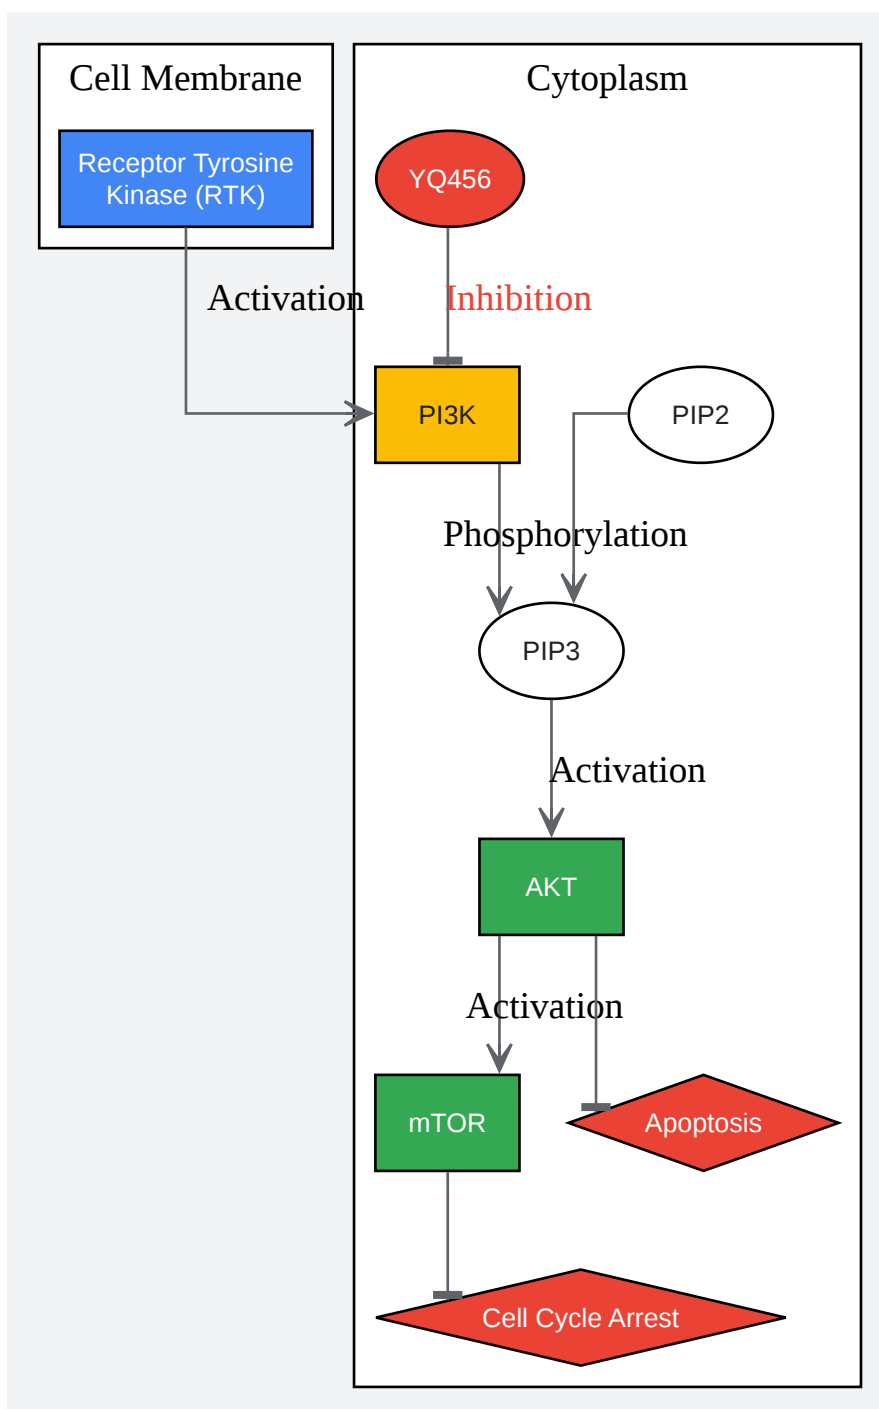 Cell Membrane
Cytoplasm
Receptor Tyrosine
Kinase (RTK)
YQ456
Activation
Inhibition
PI3K
PIP2
Phosphorylation
PIP3
Activation
AKT
Activation
mTOR
Apoptosis
Cell Cycle Arrest